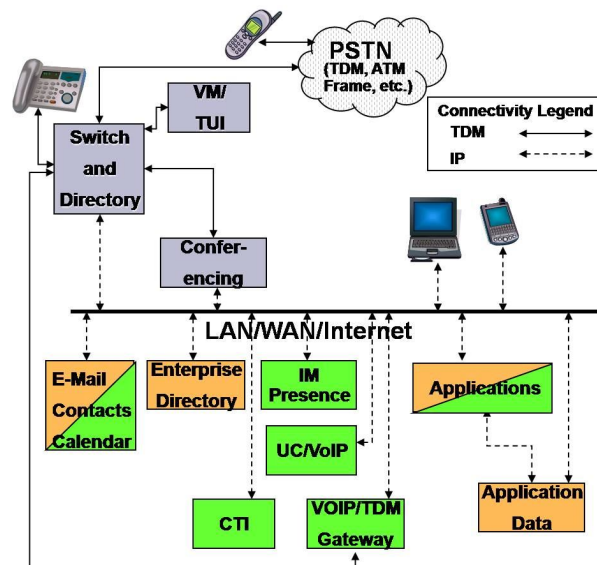 PSTN
(TDM, ATM
Frame, etc.)
VM/
TUI
Connectivity Legend
TDM
IP
Switch
and
Directory
Confer-
encing
LAN/WAN/Internet
E-Mail
Contacts
Calendar
Enterprise
Directory
IM
Presence
Applications
UC/VoIP
CTI
VOIP/TDM
Gateway
Application
Data